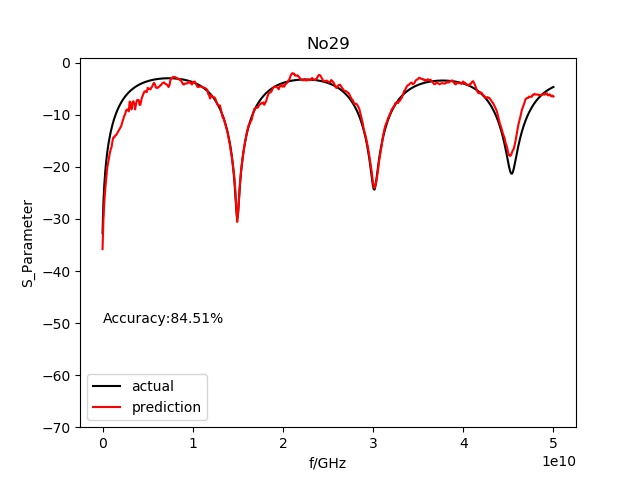 No29
0
−10
−20
−30
−40
−50
−60
−70
S_Parameter
Accuracy:84.51%
actual
prediction
0 1 2 3 4 5
1e10
f/GHz